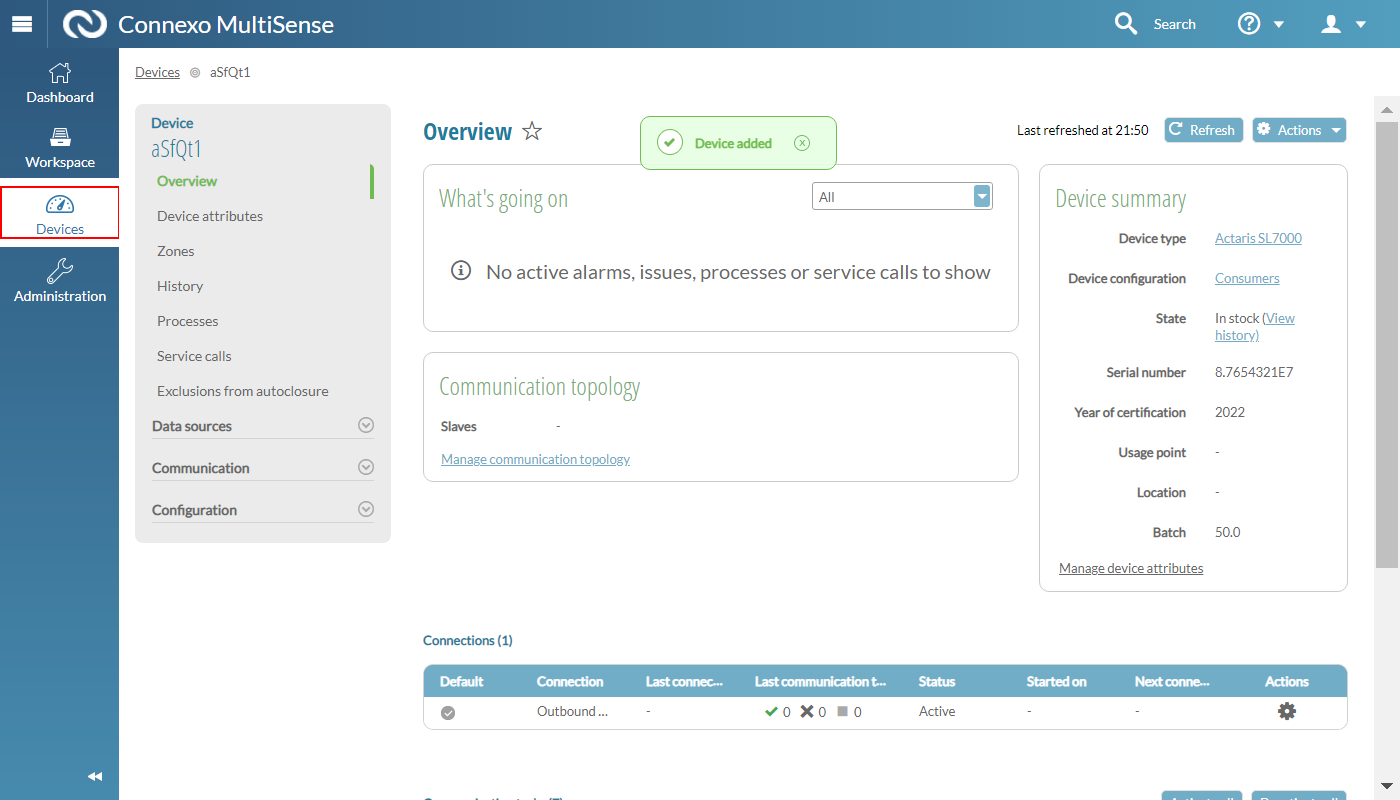 Connexo MultiSense
Search
Dashboard
Workspace
Devices
Administration
Devices aSfQt1
Device
aSfQt1
Overview
Device attributes
Zones
History
Processes
Service calls
Exclusions from autoclosure
Data sources
Communication
Configuration
Overview
Device added
Last refreshed at 21:50
Refresh
Actions
What's going on
All
No active alarms, issues, processes or service calls to show
Communication topology
Slaves -
Manage communication topology
Device summary
Device type Actaris SL7000
Device configuration Consumers
State In stock (View
history)
Serial number 8.7654321E7
Year of certification 2022
Usage point -
Location -
Batch 50.0
Manage device attributes
Connections (1)
Default Connection Last connec... Last communication t... Status Started on Next conne... Actions
Outbound ... - 0 0 0 Active - -